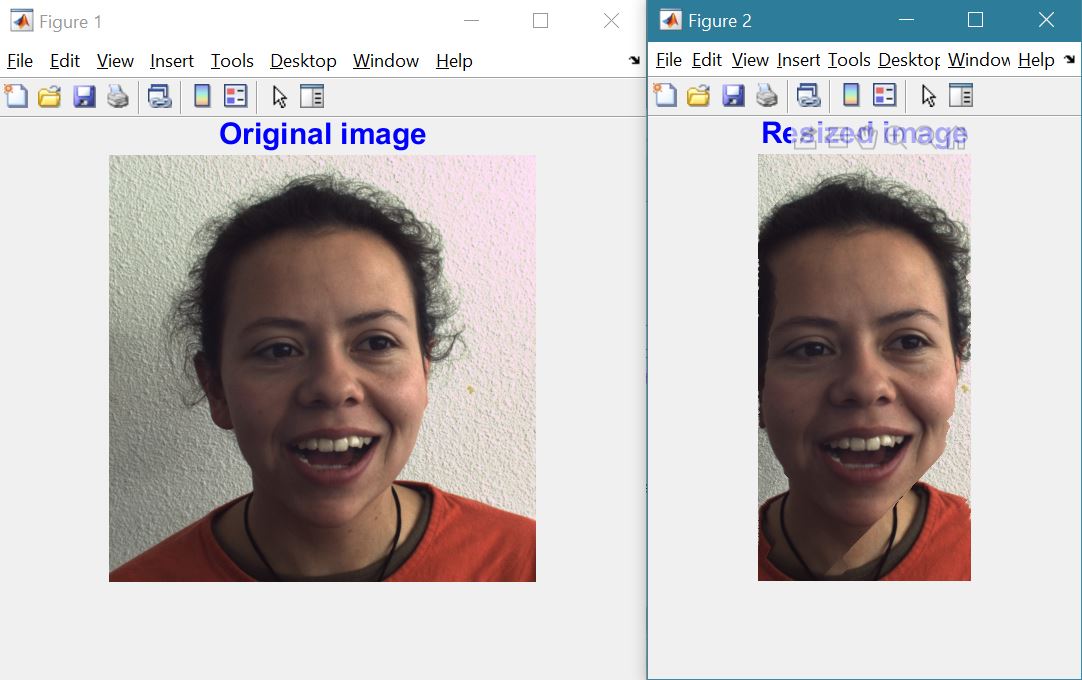 Figure 1
File Edit View Insert Tools Desktop Window Help
Original image
Figure 2
File Edit View Insert Tools Desktop Window Help
Resized image